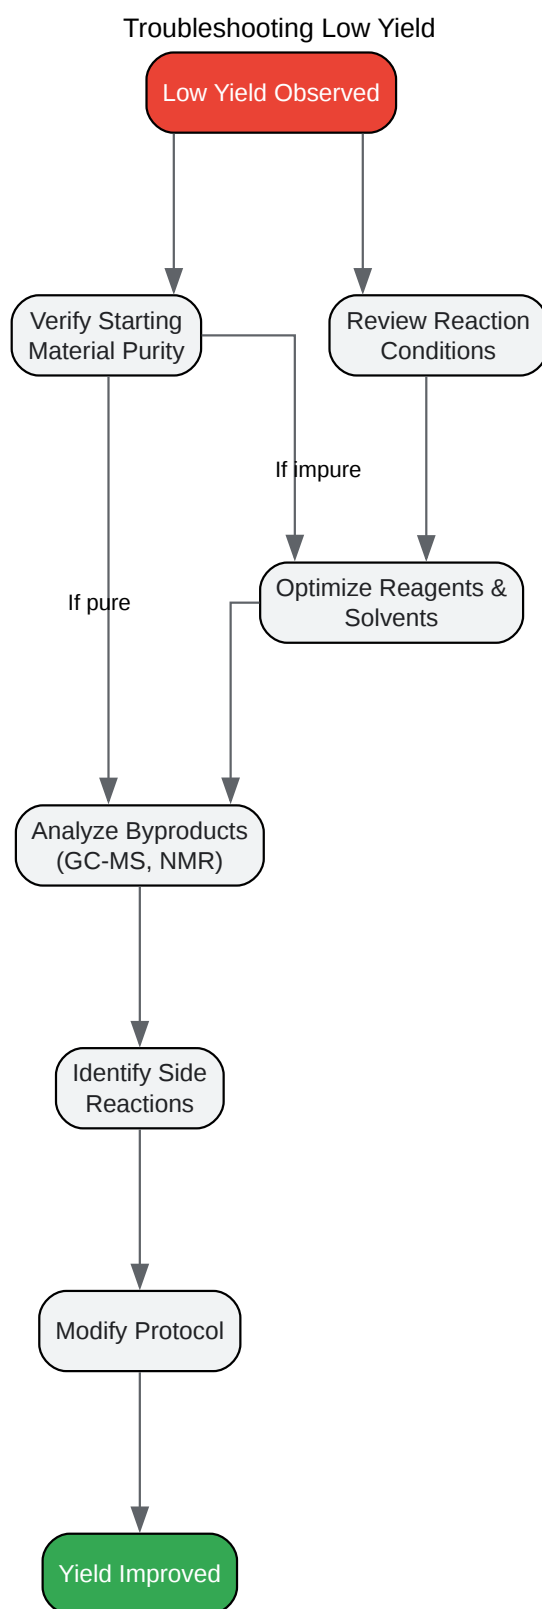 Troubleshooting Low Yield
Low Yield Observed
Verify Starting
Material Purity
Review Reaction
Conditions
If impure
Optimize Reagents &
Solvents
If pure
Analyze Byproducts
(GC-MS, NMR)
Identify Side
Reactions
Modify Protocol
Yield Improved